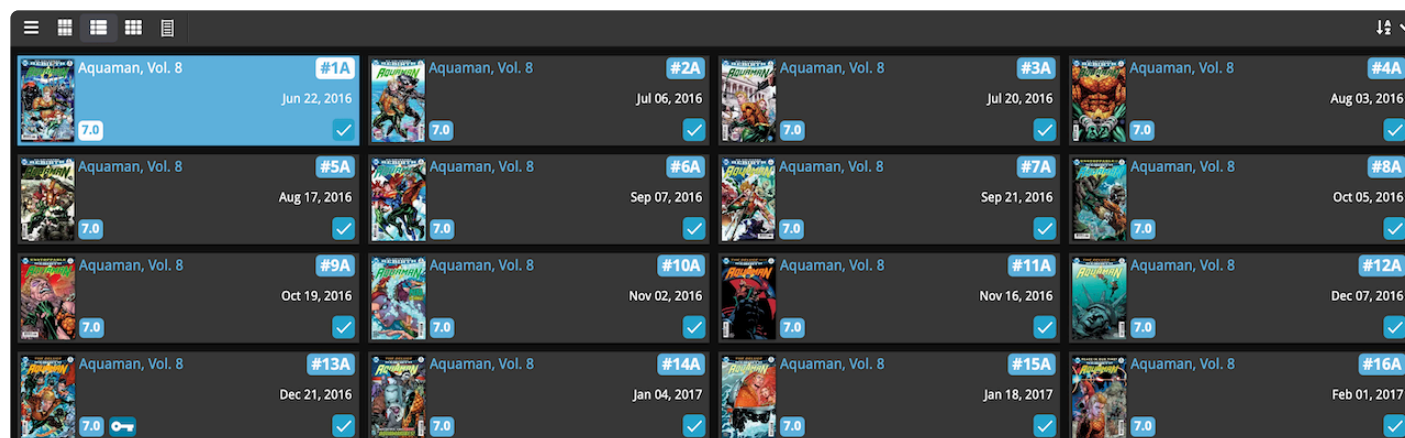 Aquaman, Vol. 8 #1A
Jun 22, 2016
7.0
Aquaman, Vol. 8 #2A
Jul 06, 2016
7.0
Aquaman, Vol. 8 #3A
Jul 20, 2016
7.0
Aquaman, Vol. 8 #4A
Aug 03, 2016
7.0
Aquaman, Vol. 8 #5A
Aug 17, 2016
7.0
Aquaman, Vol. 8 #6A
Sep 07, 2016
7.0
Aquaman, Vol. 8 #7A
Sep 21, 2016
7.0
Aquaman, Vol. 8 #8A
Oct 05, 2016
7.0
Aquaman, Vol. 8 #9A
Oct 19, 2016
7.0
Aquaman, Vol. 8 #10A
Nov 02, 2016
7.0
Aquaman, Vol. 8 #11A
Nov 16, 2016
7.0
Aquaman, Vol. 8 #12A
Dec 07, 2016
7.0
Aquaman, Vol. 8 #13A
Dec 21, 2016
7.0
Aquaman, Vol. 8 #14A
Jan 04, 2017
7.0
Aquaman, Vol. 8 #15A
Jan 18, 2017
7.0
Aquaman, Vol. 8 #16A
Feb 01, 2017
7.0